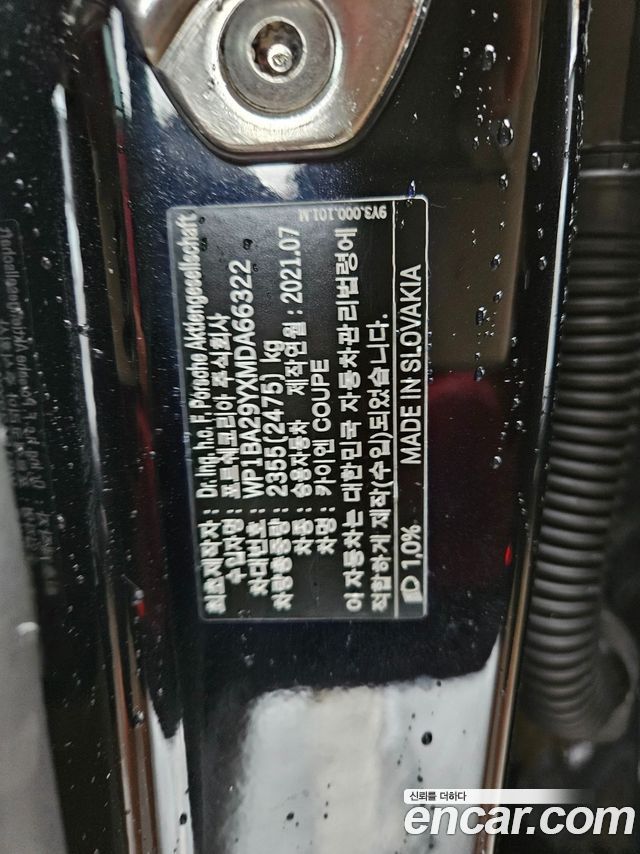 9Y3.000.101.M
최초제작자 : Dr. Ing. h.c. F. Porsche Aktiengesellschaft
수입자명 : 포르쉐코리아 주식회사
차대번호 : WP1BA29YXMDA66322
차량총중량 : 2355(2475) kg
차종 : 승용자동차 제작연월 : 2021.07
차명 : 카이엔 COUPE
이 자동차는 대한민국 자동차관리법령에
적합하게 제작(수입)되었습니다.
1,0% MADE IN SLOVAKIA
신뢰를 더하다
encar.com